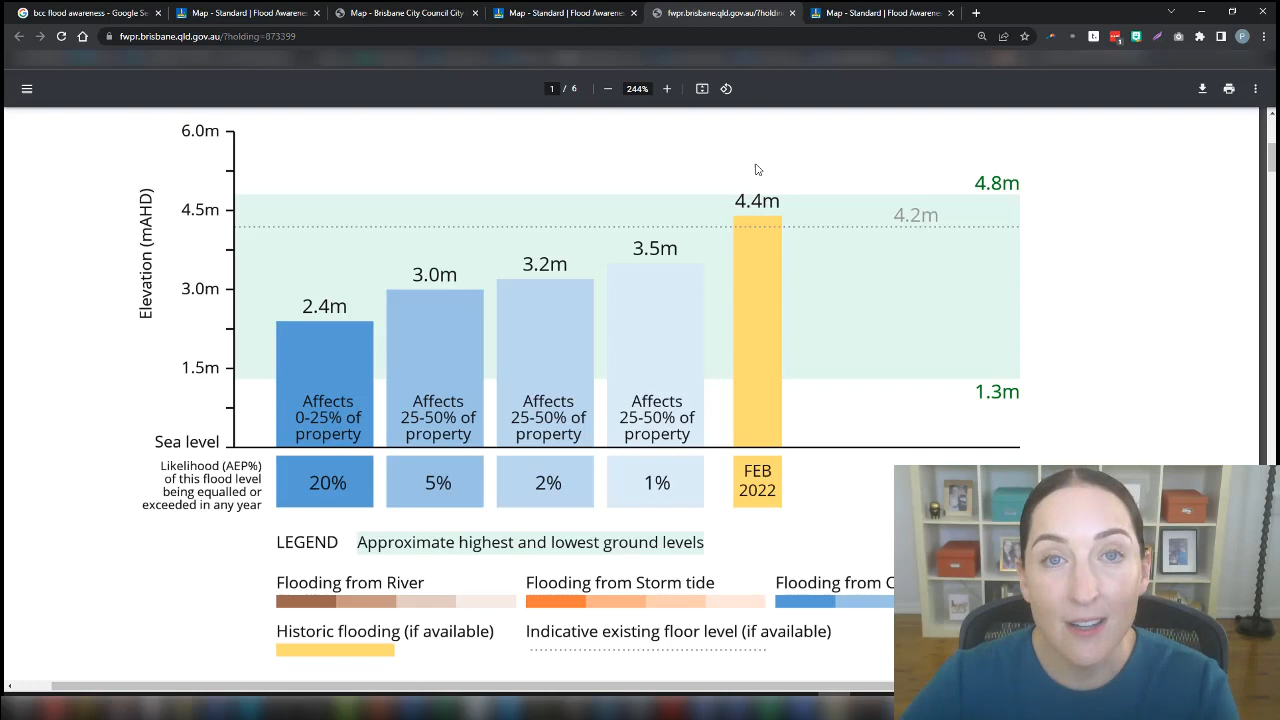 bcc flood awareness - Google Se
Map - Standard | Flood Awarene
Map - Brisbane City Council City
Map - Standard | Flood Awarene
fwpr.brisbane.qld.gov.au/?holdin
Map - Standard | Flood Awarene
fwpr.brisbane.qld.gov.au/?holding=873399
1 / 6
244%
6.0m
4.5m
3.0m
1.5m
Sea level
Elevation (mAHD)
4.8m
4.4m
4.2m
3.5m
3.2m
3.0m
2.4m
1.3m
Affects
0-25% of
property
Affects
25-50% of
property
Affects
25-50% of
property
Affects
25-50% of
property
Likelihood (AEP%)
of this flood level
being equalled or
exceeded in any year
20%
5%
2%
1%
FEB
2022
LEGEND
Approximate highest and lowest ground levels
Flooding from River
Flooding from Storm tide
Flooding from C
Historic flooding (if available)
Indicative existing floor level (if available)